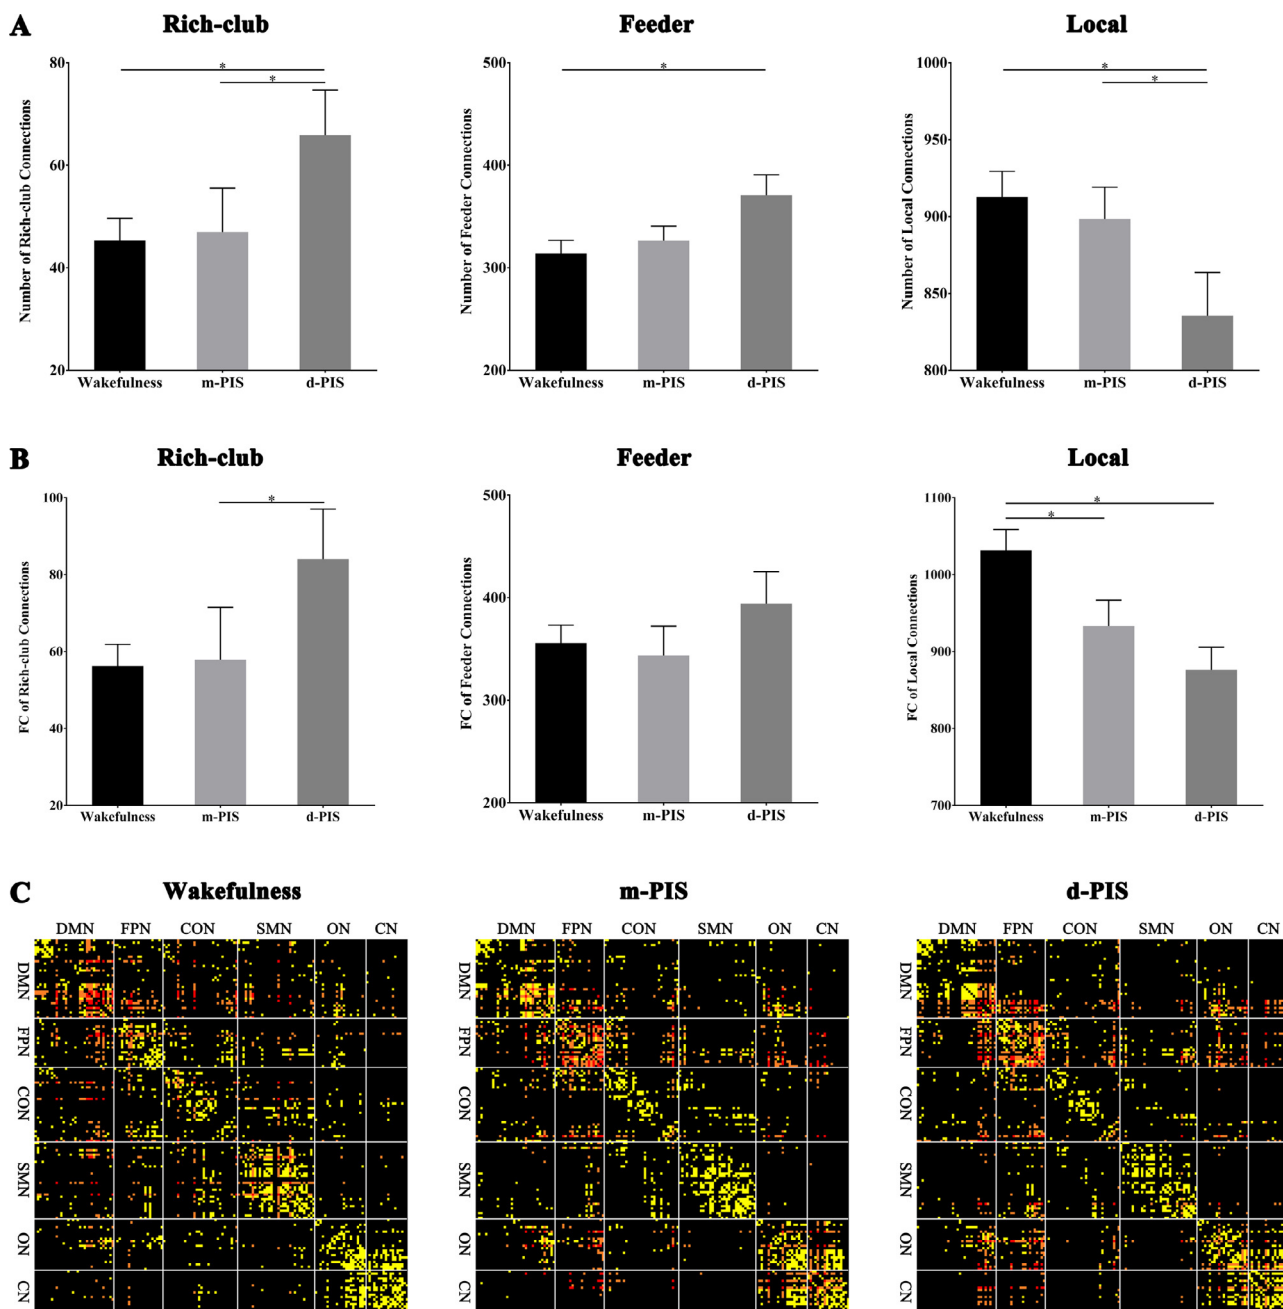 A
Rich-club
Feeder
Local
Number of Rich-club Connections
80
60
40
20
*
*
Wakefulness
m-PIS
d-PIS
Number of Feeder Connections
500
400
300
200
*
Wakefulness
m-PIS
d-PIS
Number of Local Connections
1000
950
900
850
800
*
*
Wakefulness
m-PIS
d-PIS
B
Rich-club
Feeder
Local
FC of Rich-club Connections
100
80
60
40
20
*
Wakefulness
m-PIS
d-PIS
FC of Feeder Connections
500
400
300
200
Wakefulness
m-PIS
d-PIS
FC of Local Connections
1100
1000
900
800
700
*
*
Wakefulness
m-PIS
d-PIS
C
Wakefulness
m-PIS
d-PIS
DMN FPN CON SMN ON CN
DMN
FPN
CON
SMN
ON
CN
DMN FPN CON SMN ON CN
DMN
FPN
CON
SMN
ON
CN
DMN FPN CON SMN ON CN
DMN
FPN
CON
SMN
ON
CN